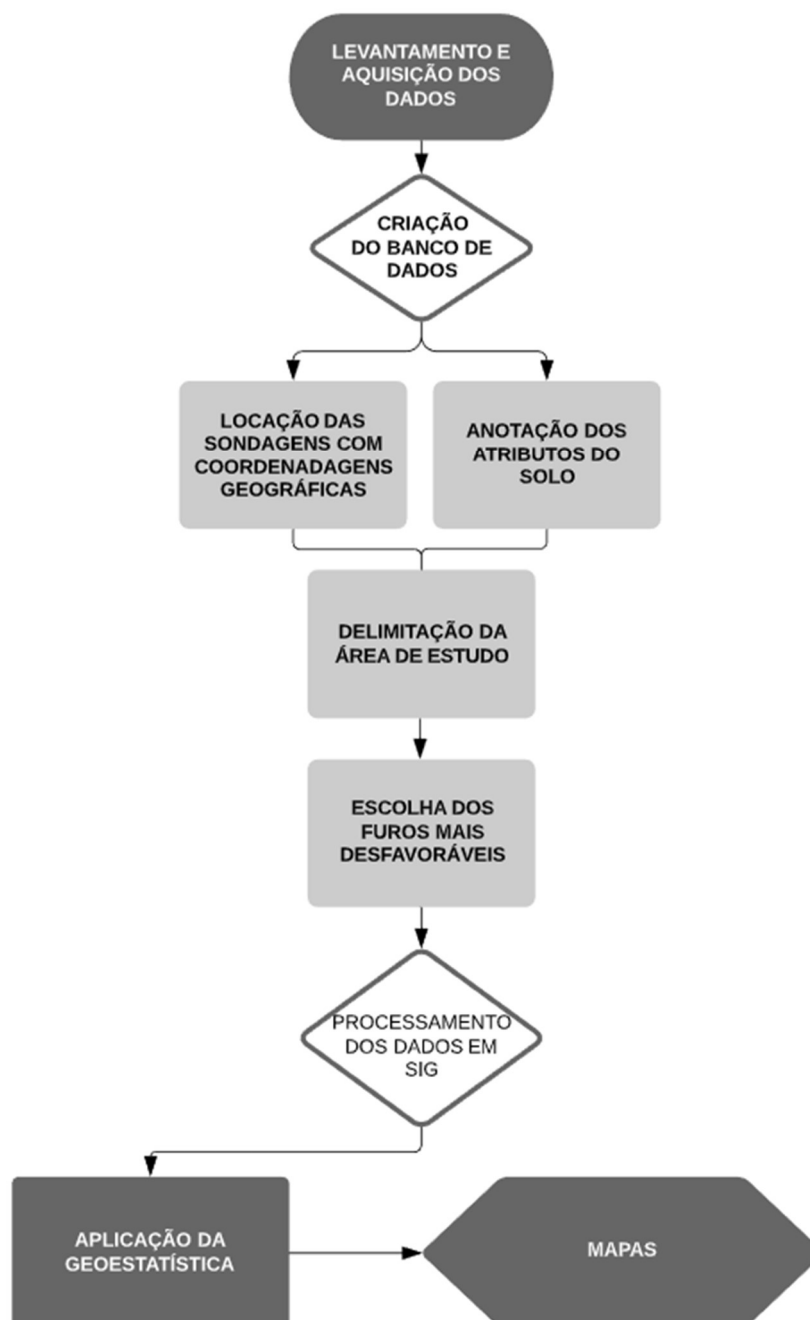 LEVANTAMENTO E
AQUISIÇÃO DOS
DADOS
CRIAÇÃO
DO BANCO DE
DADOS
LOCAÇÃO DAS
SONDAGENS COM
COORDENADAGENS
GEOGRÁFICAS
ANOTAÇÃO DOS
ATRIBUTOS DO
SOLO
DELIMITAÇÃO DA
ÁREA DE ESTUDO
ESCOLHA DOS
FUROS MAIS
DESFAVORÁVEIS
PROCESSAMENTO
DOS DADOS EM
SIG
APLICAÇÃO DA
GEOESTATÍSTICA
MAPAS